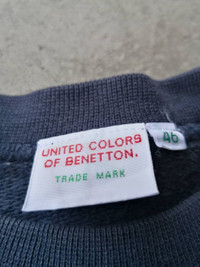 UNITED COLORS
OF BENETTON.
TRADE MARK
46